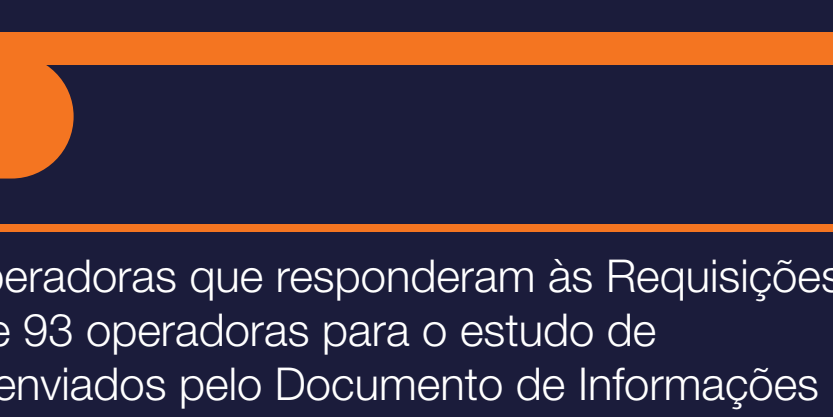 peradoras que responderam às Requisições
e 93 operadoras para o estudo de
enviados pelo Documento de Informações